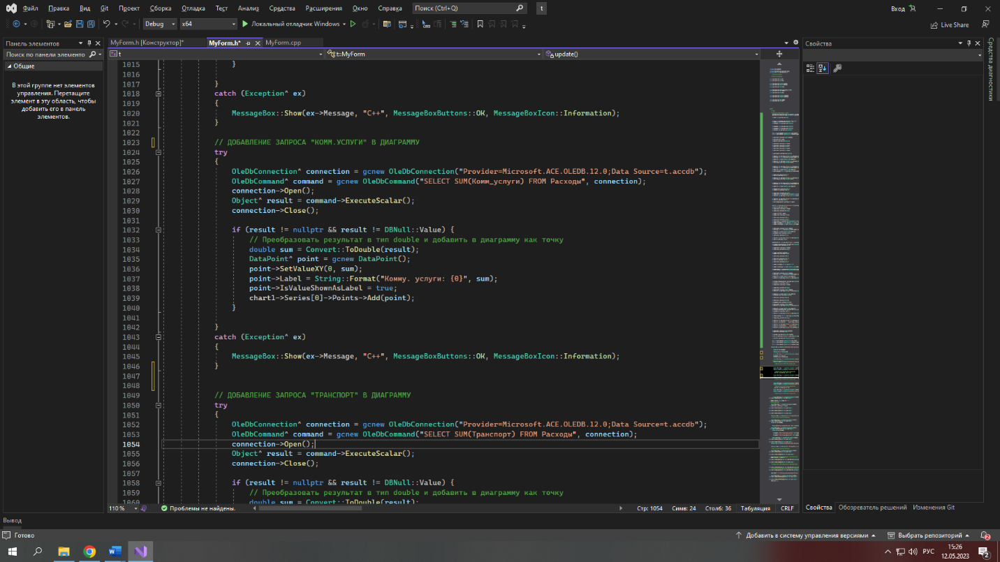 Файл Правка Вид Git Проект Сборка Отладка Тест Анализ Средства Расширения Окно Справка Поиск (Ctrl+Q) t Вход
Debug x64 Локальный отладчик Windows Live Share
Панель элементов
Поиск по панели элементо
Общие
В этой группе нет элементов
управления. Перетащите
элемент в эту область, чтобы
добавить его в панель
элементов.
MyForm.h [Конструктор]* MyForm.h* MyForm.cpp
t t::MyForm update()
1015 }
1016
1017 }
1018 catch (Exception^ ex)
1019 {
1020 MessageBox::Show(ex->Message, "C++", MessageBoxButtons::OK, MessageBoxIcon::Information);
1021 }
1022
1023 // ДОБАВЛЕНИЕ ЗАПРОСА "КОММ.УСЛУГИ" В ДИАГРАММУ
1024 try
1025 {
1026 OleDbConnection^ connection = gcnew OleDbConnection("Provider=Microsoft.ACE.OLEDB.12.0;Data Source=t.accdb");
1027 OleDbCommand^ command = gcnew OleDbCommand("SELECT SUM(Комм_услуги) FROM Расходы", connection);
1028 connection->Open();
1029 Object^ result = command->ExecuteScalar();
1030 connection->Close();
1031
1032 if (result != nullptr && result != DBNull::Value) {
1033 // Преобразовать результат в тип double и добавить в диаграмму как точку
1034 double sum = Convert::ToDouble(result);
1035 DataPoint^ point = gcnew DataPoint();
1036 point->SetValueXY(0, sum);
1037 point->Label = String::Format("Комму. услуги: {0}", sum);
1038 point->IsValueShownAsLabel = true;
1039 chart1->Series[0]->Points->Add(point);
1040 }
1041
1042 }
1043 catch (Exception^ ex)
1044 {
1045 MessageBox::Show(ex->Message, "C++", MessageBoxButtons::OK, MessageBoxIcon::Information);
1046 }
1047
1048
1049 // ДОБАВЛЕНИЕ ЗАПРОСА "ТРАНСПОРТ" В ДИАГРАММУ
1050 try
1051 {
1052 OleDbConnection^ connection = gcnew OleDbConnection("Provider=Microsoft.ACE.OLEDB.12.0;Data Source=t.accdb");
1053 OleDbCommand^ command = gcnew OleDbCommand("SELECT SUM(Транспорт) FROM Расходы", connection);
1054 connection->Open();
1055 Object^ result = command->ExecuteScalar();
1056 connection->Close();
1057
1058 if (result != nullptr && result != DBNull::Value) {
1059 // Преобразовать результат в тип double и добавить в диаграмму как точку
1060 double sum = Convert::ToDouble(result);
110 % Проблемы не найдены. Стр: 1054 Симв: 24 Столб: 36 Табуляция CRLF
Свойства
Средства диагностики
Свойства Обозреватель решений Изменения Git
Вывод
Готово Добавить в систему управления версиями Выбрать репозиторий 2
РУС 15:26
12.05.2023 2